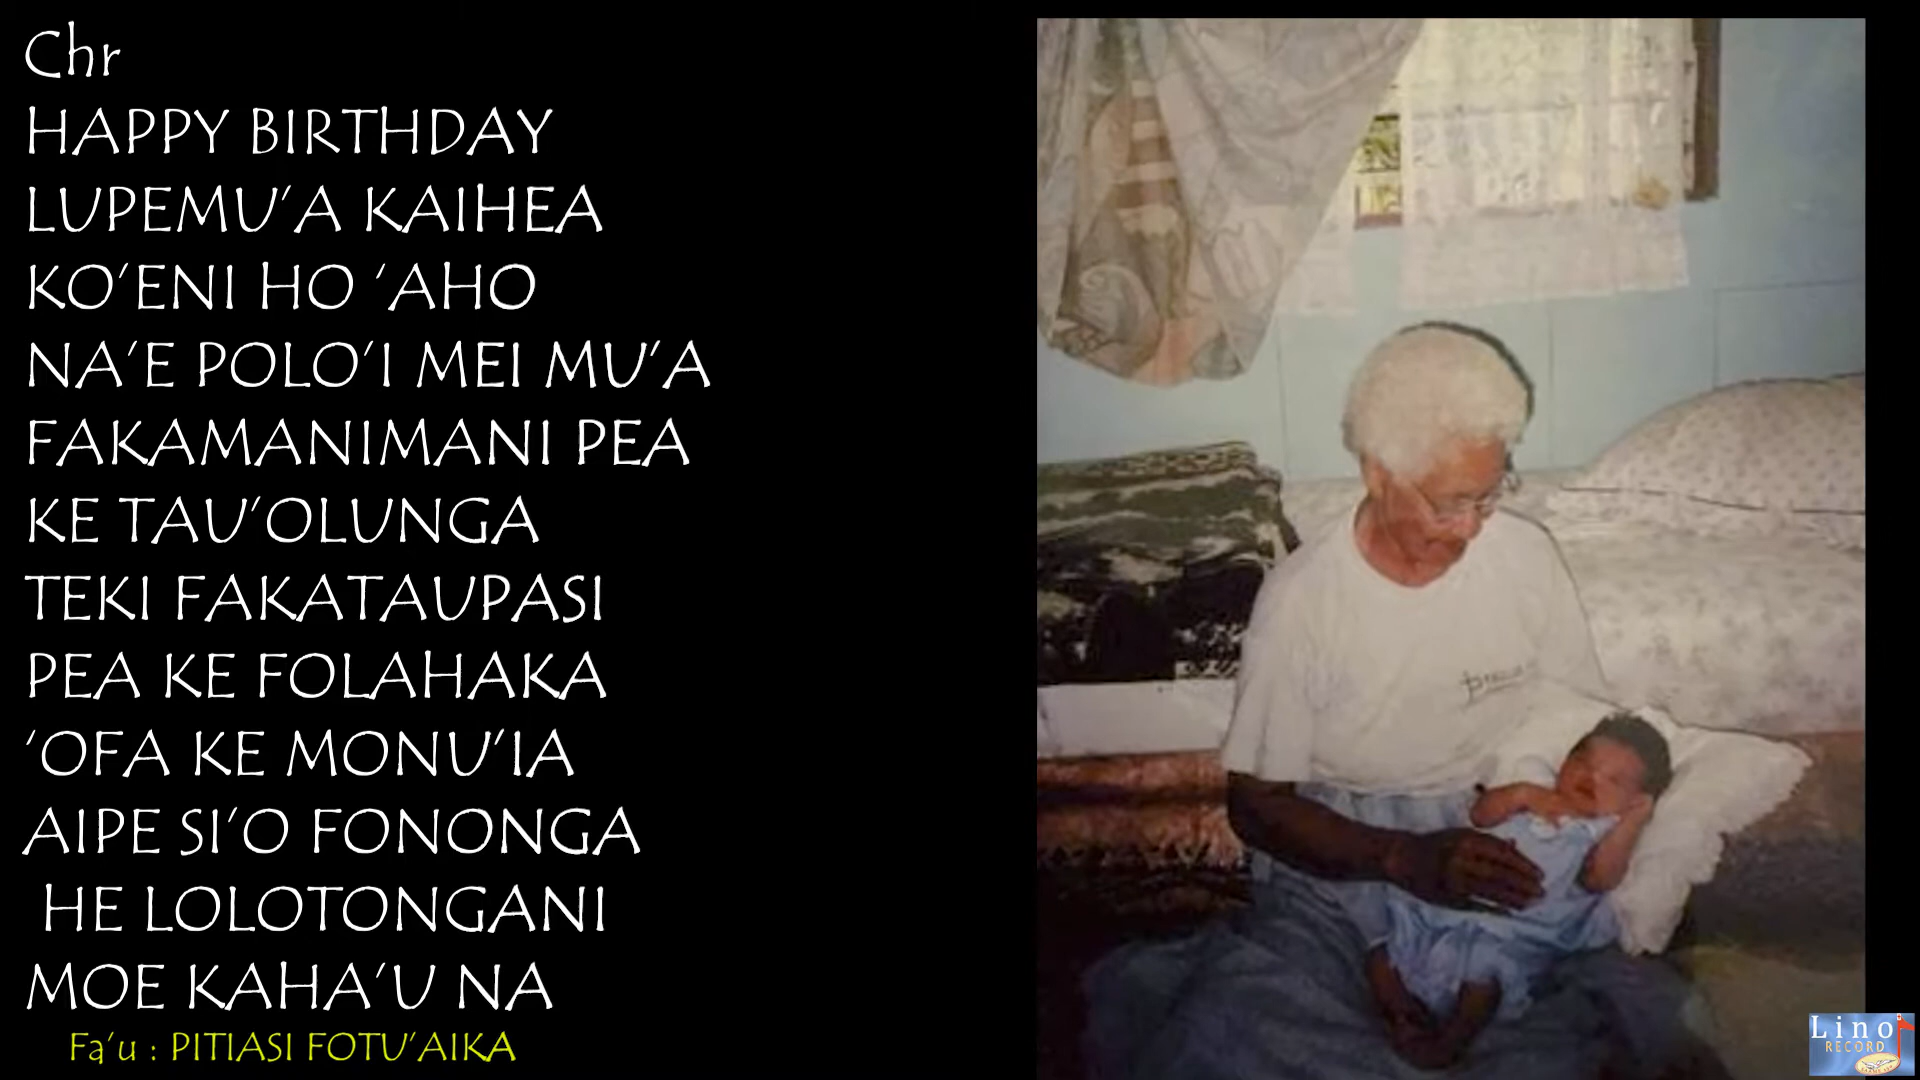 Chr
HAPPY BIRTHDAY
LUPEMU’A KAIHEA
KO’ENI HO ‘AHO
NA’E POLO’I MEI MU’A
FAKAMANIMANI PEA
KE TAU’OLUNGA
TEKI FAKATAUPASI
PEA KE FOLAHAKA
‘OFA KE MONU’IA
AIPE SI’O FONONGA
HE LOLOTONGANI
MOE KAHA’U NA
Fa’u : PITIASI FOTU’AIKA
Lino
RECORD